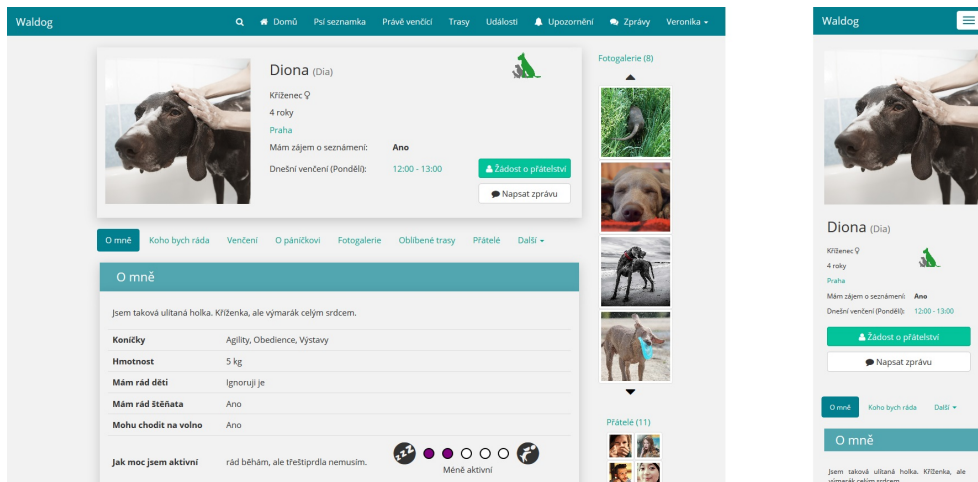 Waldog
Domů Psí seznamka Právě venčící Trasy Události Upozornění Zprávy Veronika
Diona (Dia)
Kříženec
4 roky
Praha
Mám zájem o seznámení: Ano
Dnešní venčení (Pondělí): 12:00 - 13:00
Žádost o přátelství
Napsat zprávu
Fotogalerie (8)
O mně Koho bych ráda Venčení O páníčkovi Fotogalerie Oblíbené trasy Přátelé Další
O mně
Jsem taková ulítaná holka. Kříženka, ale výmarák celým srdcem.
Koníčky Agility, Obedience, Výstavy
Hmotnost 5 kg
Mám rád děti Ignoruji je
Mám rád štěňata Ano
Mohu chodit na volno Ano
Jak moc jsem aktivní rád běhám, ale třeštiprdla nemusím.
zzz
Méně aktivní
Přátelé (11)
Waldog
Diona (Dia)
Kříženec
4 roky
Praha
Mám zájem o seznámení: Ano
Dnešní venčení (Pondělí): 12:00 - 13:00
Žádost o přátelství
Napsat zprávu
O mně Koho bych ráda Další
O mně
Jsem taková ulítaná holka. Kříženka, ale
výmarák celým srdcem.